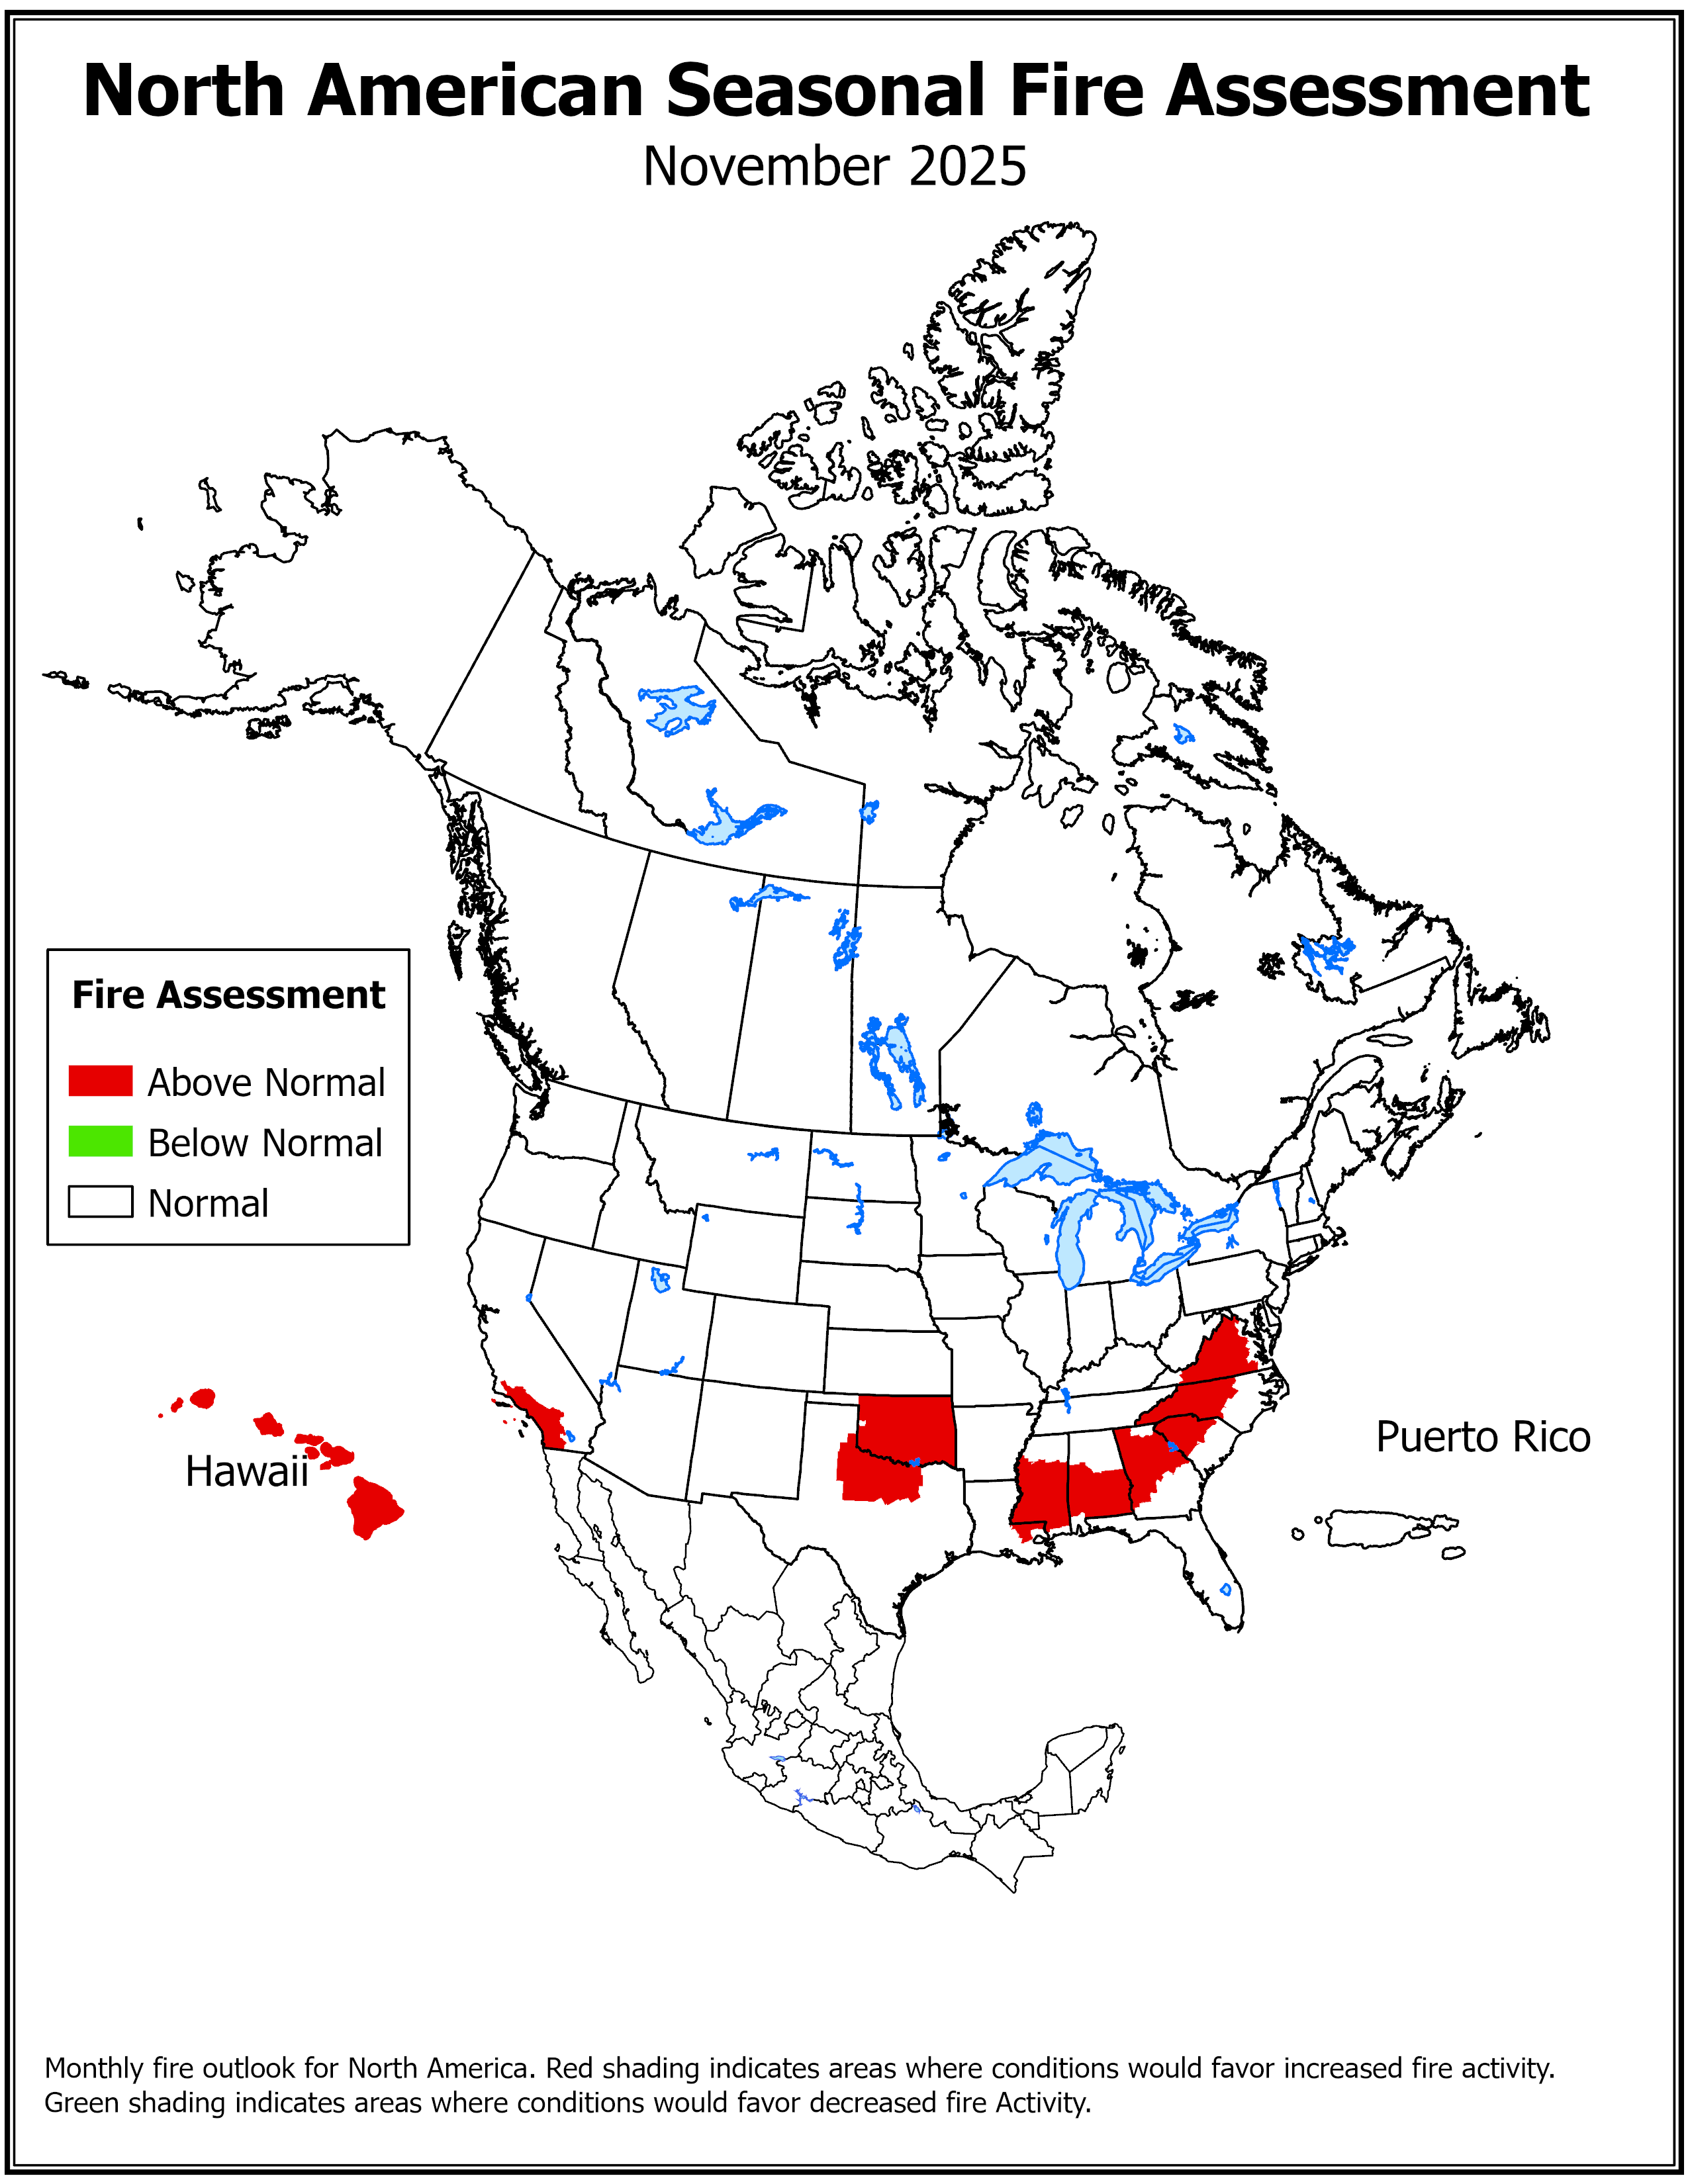 North American Seasonal Fire Assessment
November 2025
Fire Assessment
Above Normal
Below Normal
Normal
Hawaii
Puerto Rico
Monthly fire outlook for North America. Red shading indicates areas where conditions would favor increased fire activity.
Green shading indicates areas where conditions would favor decreased fire Activity.